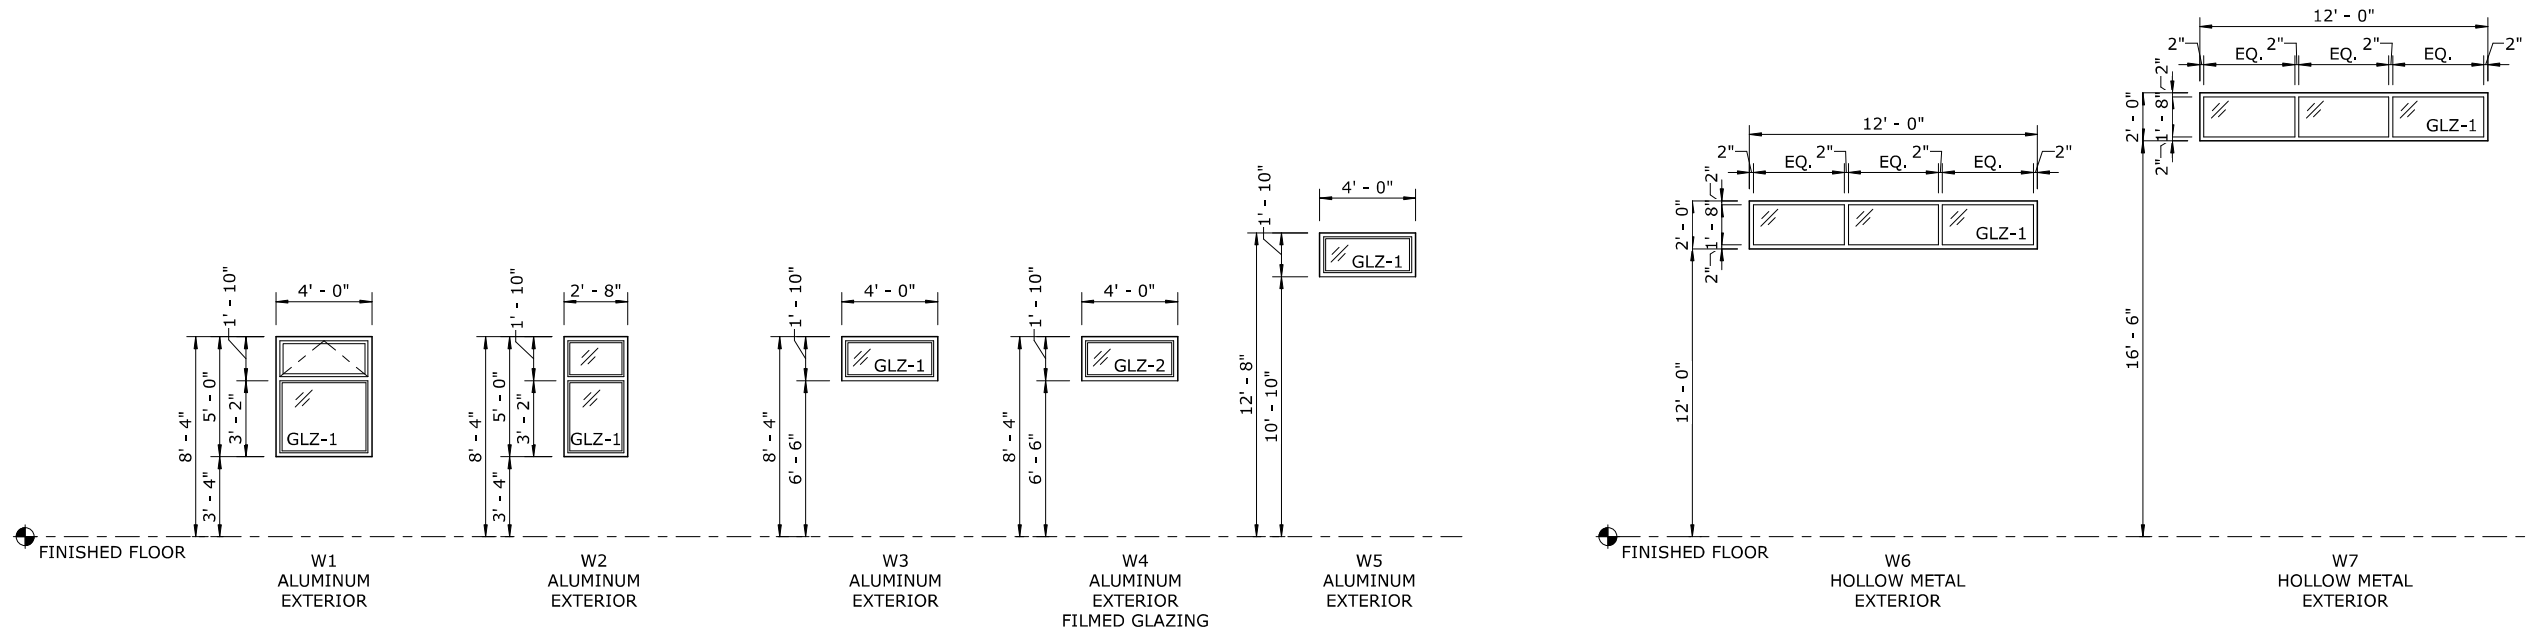 12' - 0"
2" EQ. 2" EQ. 2" EQ. 2"
2"
1' - 8"
2' - 0"
2"
GLZ-1
16' - 6"
12' - 0"
2" EQ. 2" EQ. 2" EQ. 2"
2"
1' - 8"
2' - 0"
2"
GLZ-1
12' - 0"
4' - 0"
1' - 10"
GLZ-1
12' - 8"
10' - 10"
4' - 0"
1' - 10"
5' - 0"
3' - 2"
8' - 4"
3' - 4"
GLZ-1
2' - 8"
1' - 10"
5' - 0"
3' - 2"
8' - 4"
3' - 4"
GLZ-1
4' - 0"
1' - 10"
GLZ-1
8' - 4"
6' - 6"
4' - 0"
1' - 10"
GLZ-2
8' - 4"
6' - 6"
FINISHED FLOOR
W1
ALUMINUM
EXTERIOR
W2
ALUMINUM
EXTERIOR
W3
ALUMINUM
EXTERIOR
W4
ALUMINUM
EXTERIOR
FILMED GLAZING
W5
ALUMINUM
EXTERIOR
FINISHED FLOOR
W6
HOLLOW METAL
EXTERIOR
W7
HOLLOW METAL
EXTERIOR